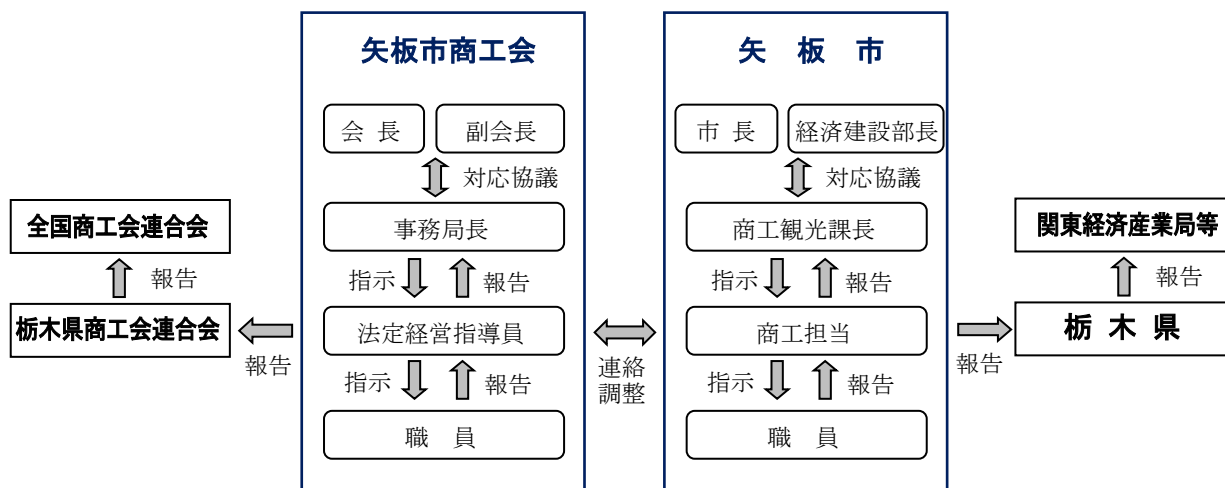 矢板市商工会
会 長
副会長
対応協議
事務局長
指示
報告
法定経営指導員
指示
報告
職 員
全国商工会連合会
報告
栃木県商工会連合会
報告
連絡
調整
矢 板 市
市 長
経済建設部長
対応協議
商工観光課長
指示
報告
商工担当
指示
報告
職 員
関東経済産業局等
報告
栃 木 県
報告